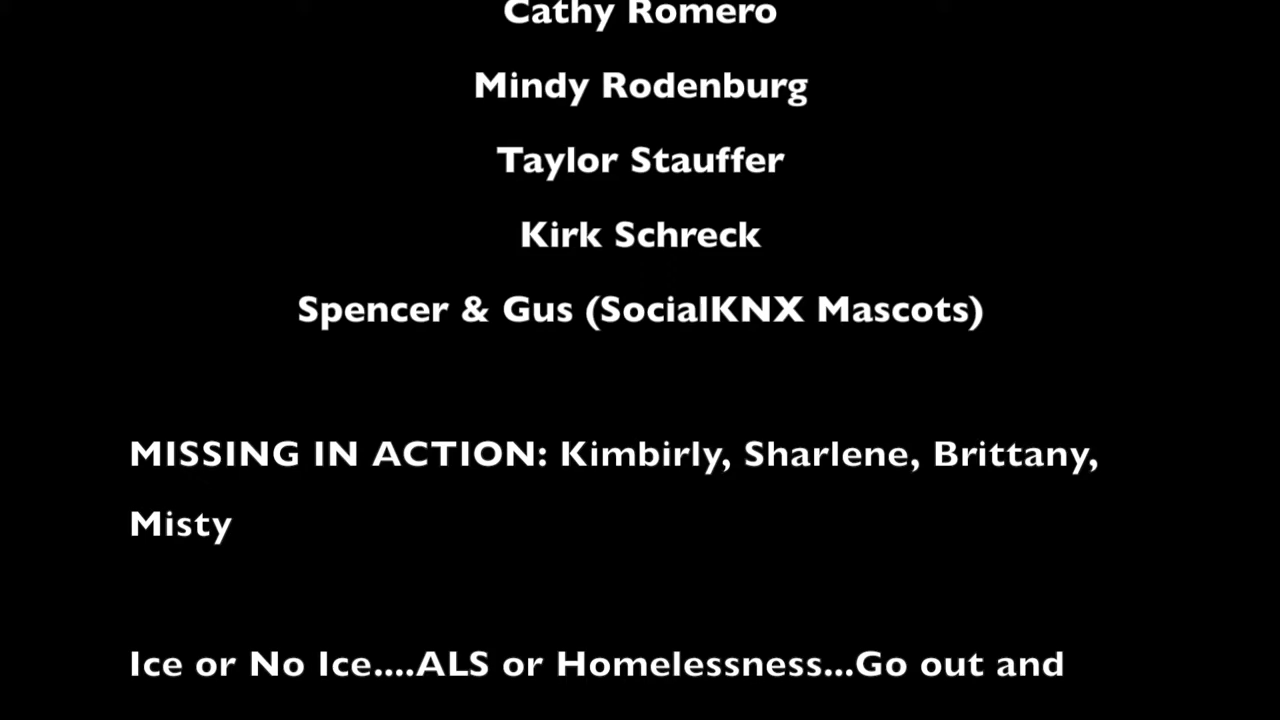 Cathy Romero
Mindy Rodenburg
Taylor Stauffer
Kirk Schreck
Spencer & Gus (SocialKNX Mascots)
MISSING IN ACTION: Kimbirly, Sharlene, Brittany,
Misty
Ice or No Ice....ALS or Homelessness...Go out and